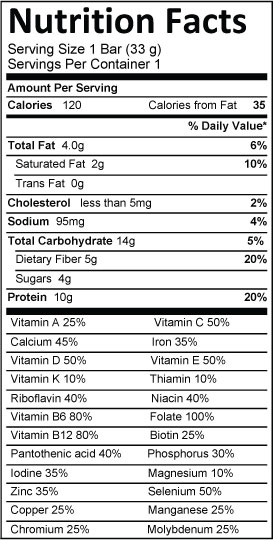 Nutrition Facts
Serving Size 1 Bar (33 g)
Servings Per Container 1
Amount Per Serving
Calories 120 Calories from Fat 35
% Daily Value*
Total Fat 4.0g 6%
Saturated Fat 2g 10%
Trans Fat 0g
Cholesterol less than 5mg 2%
Sodium 95mg 4%
Total Carbohydrate 14g 5%
Dietary Fiber 5g 20%
Sugars 4g
Protein 10g 20%
Vitamin A 25% Vitamin C 50%
Calcium 45% Iron 35%
Vitamin D 50% Vitamin E 50%
Vitamin K 10% Thiamin 10%
Riboflavin 40% Niacin 40%
Vitamin B6 80% Folate 100%
Vitamin B12 80% Biotin 25%
Pantothenic acid 40% Phosphorus 30%
Iodine 35% Magnesium 10%
Zinc 35% Selenium 50%
Copper 25% Manganese 25%
Chromium 25% Molybdenum 25%